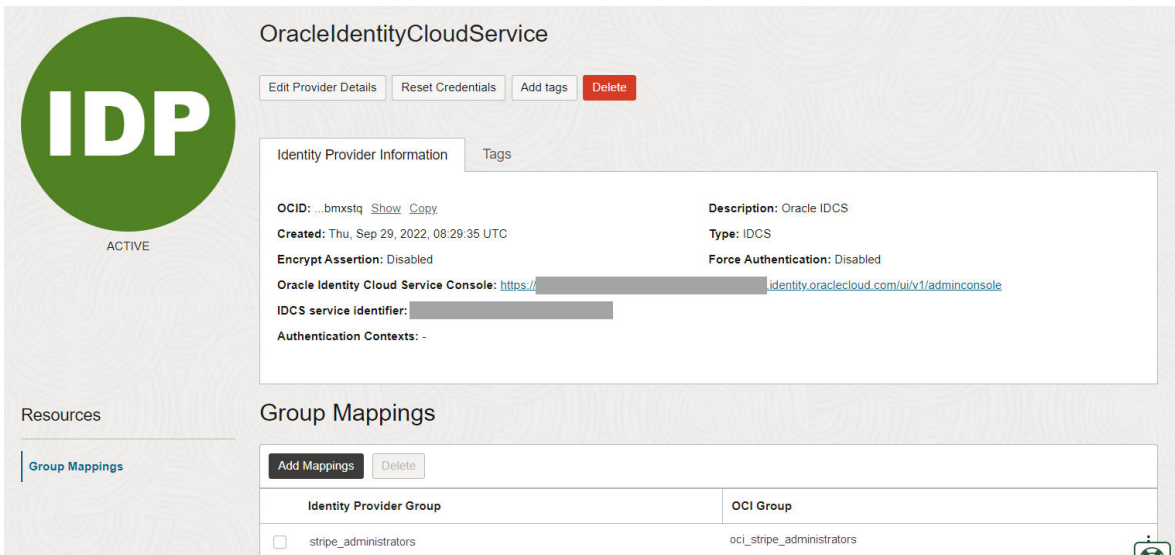 IDP
ACTIVE
OracleIdentityCloudService
Edit Provider Details Reset Credentials Add tags Delete
Identity Provider Information Tags
OCID: ...bmxstq Show Copy Description: Oracle IDCS
Created: Thu, Sep 29, 2022, 08:29:35 UTC Type: IDCS
Encrypt Assertion: Disabled Force Authentication: Disabled
Oracle Identity Cloud Service Console: https:// .identity.oraclecloud.com/ui/v1/adminconsole
IDCS service identifier:
Authentication Contexts: -
Resources
Group Mappings
Group Mappings
Add Mappings Delete
Identity Provider Group OCI Group
stripe_administrators oci_stripe_administrators